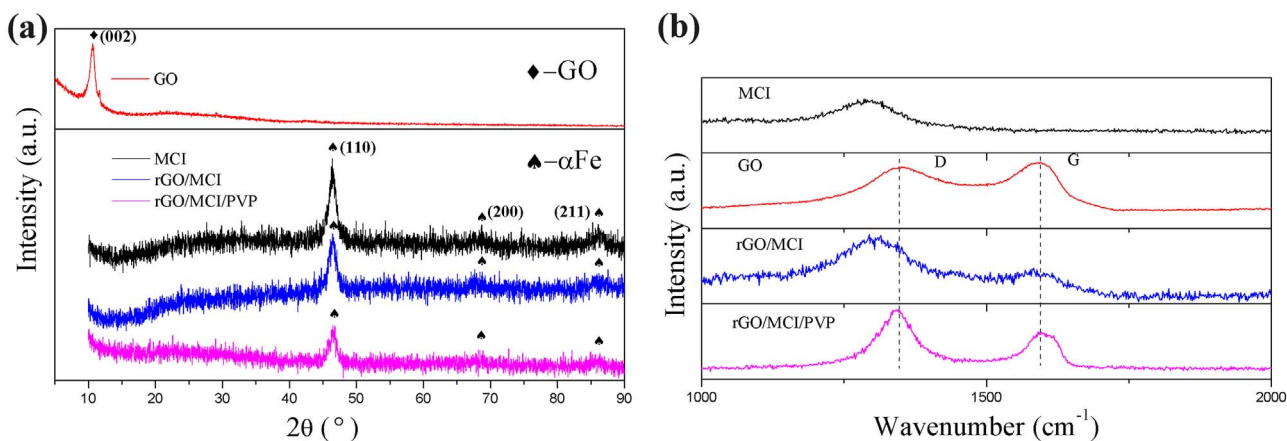 (a)
♦(002)
GO
♦–GO
MCI
rGO/MCI
rGO/MCI/PVP
♠(110)
♠–αFe
♠(200)
(211)♠
Intensity (a.u.)
10 20 30 40 50 60 70 80 90
2θ (°)
(b)
MCI
GO
D
G
rGO/MCI
rGO/MCI/PVP
Intensity (a.u.)
1000 1500 2000
Wavenumber (cm⁻¹)